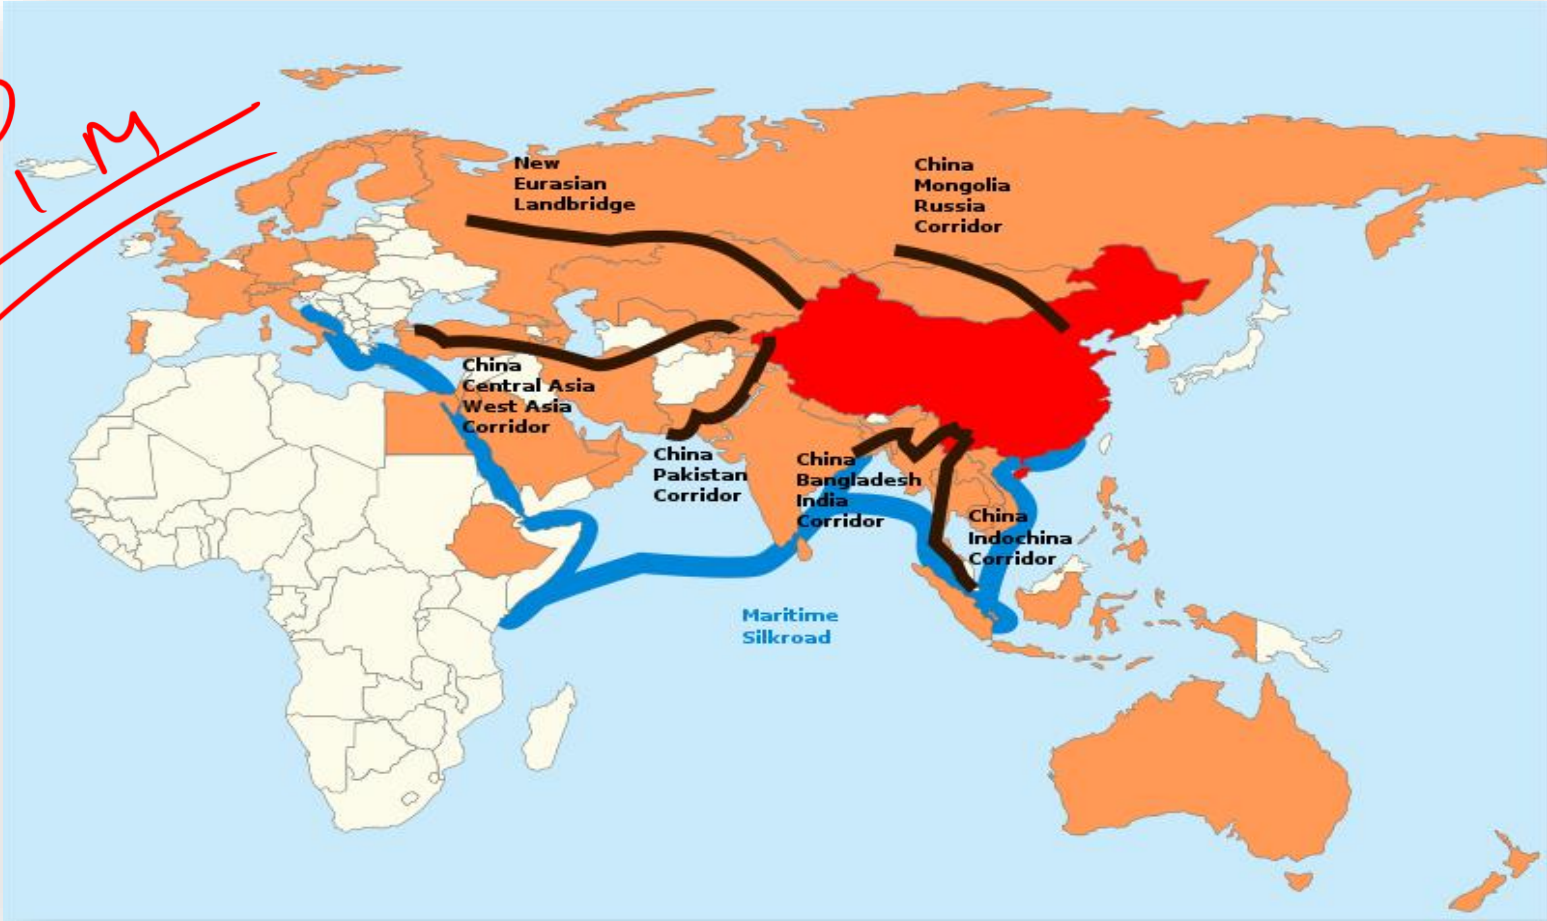 IM
New
Eurasian
Landbridge
China
Mongolia
Russia
Corridor
China
Central Asia
West Asia
Corridor
China
Pakistan
Corridor
China
Bangladesh
India
Corridor
China
Indochina
Corridor
Maritime
Silkroad